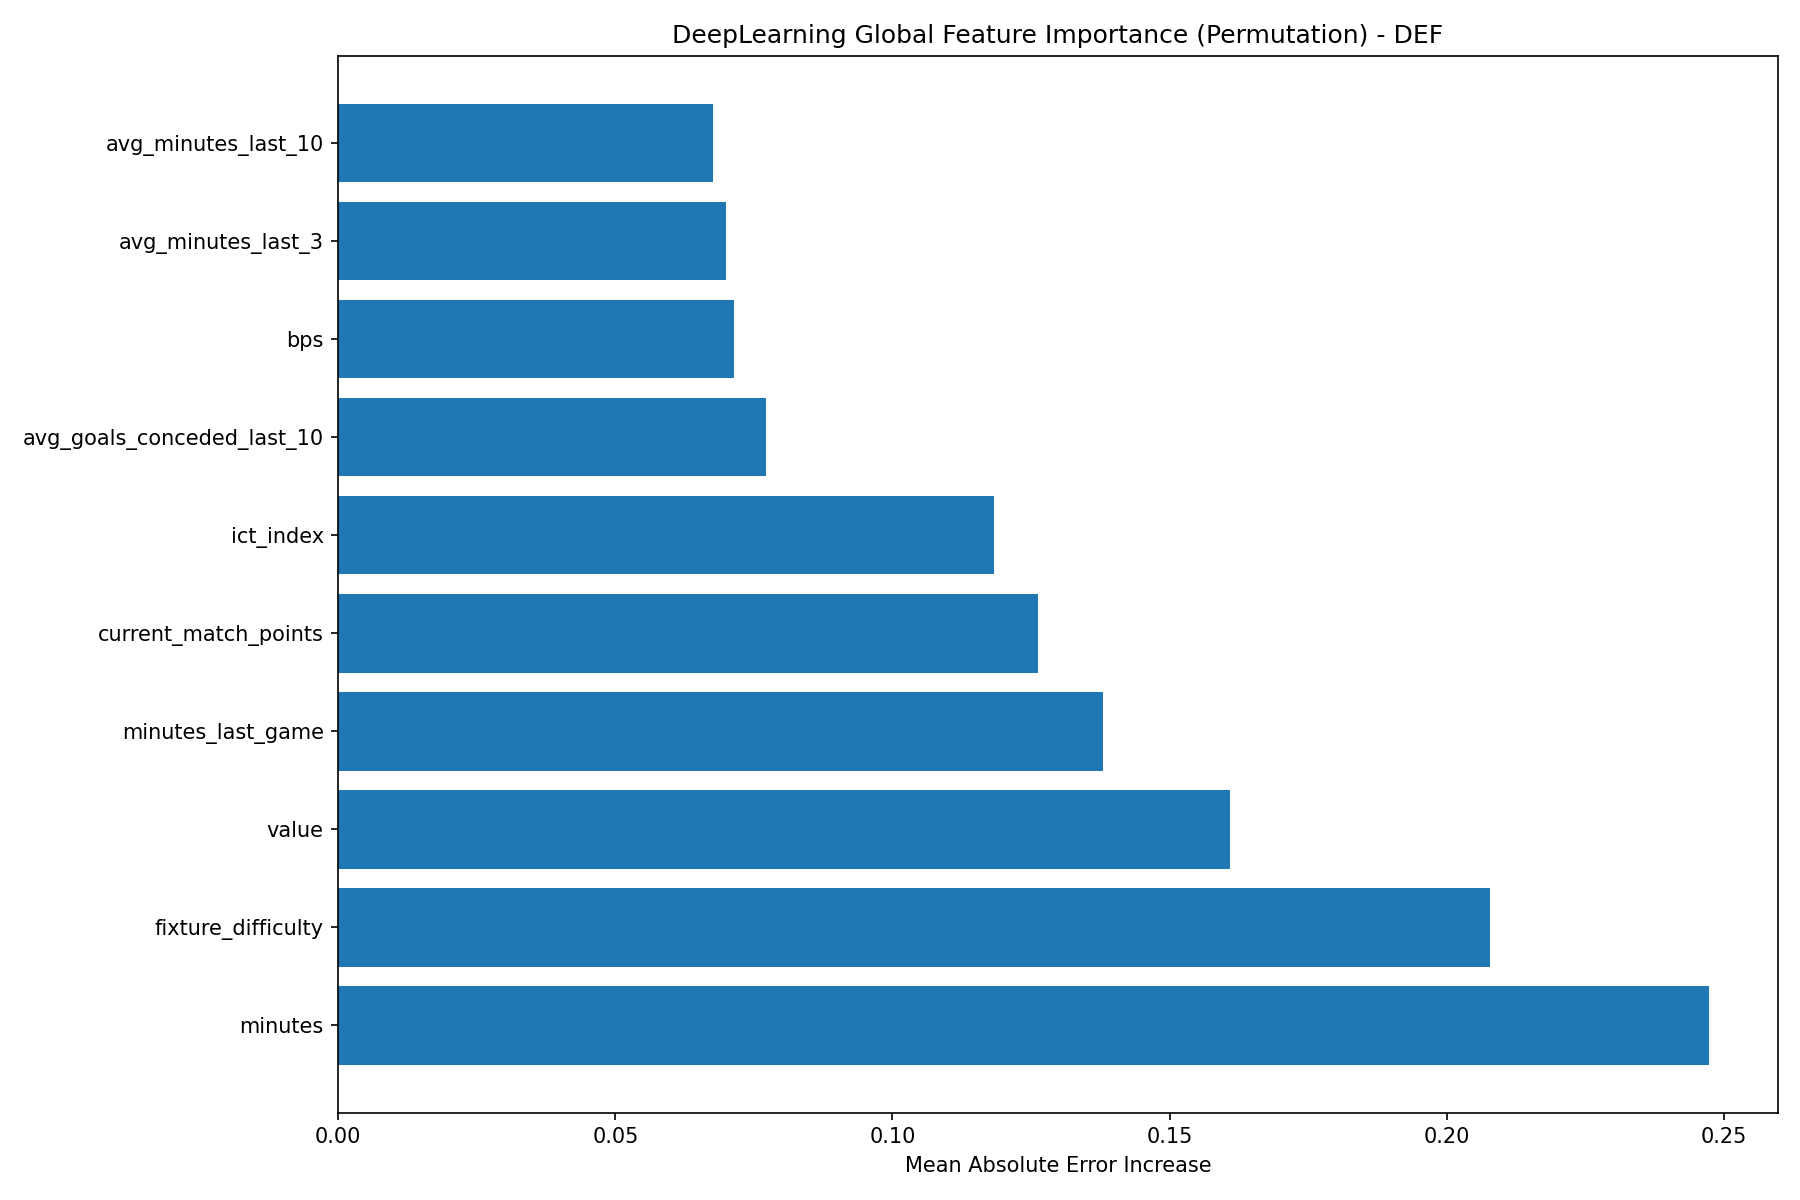 DeepLearning Global Feature Importance (Permutation) - DEF
avg_minutes_last_10
avg_minutes_last_3
bps
avg_goals_conceded_last_10
ict_index
current_match_points
minutes_last_game
value
fixture_difficulty
minutes
0.00 0.05 0.10 0.15 0.20 0.25
Mean Absolute Error Increase